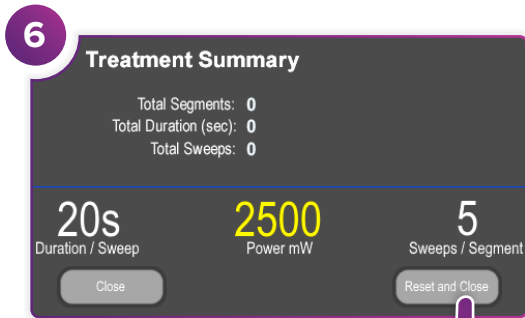 6
Treatment Summary
Total Segments: 0
Total Duration (sec): 0
Total Sweeps: 0
20s
Duration / Sweep
2500
Power mW
5
Sweeps / Segment
Close
Reset and Close